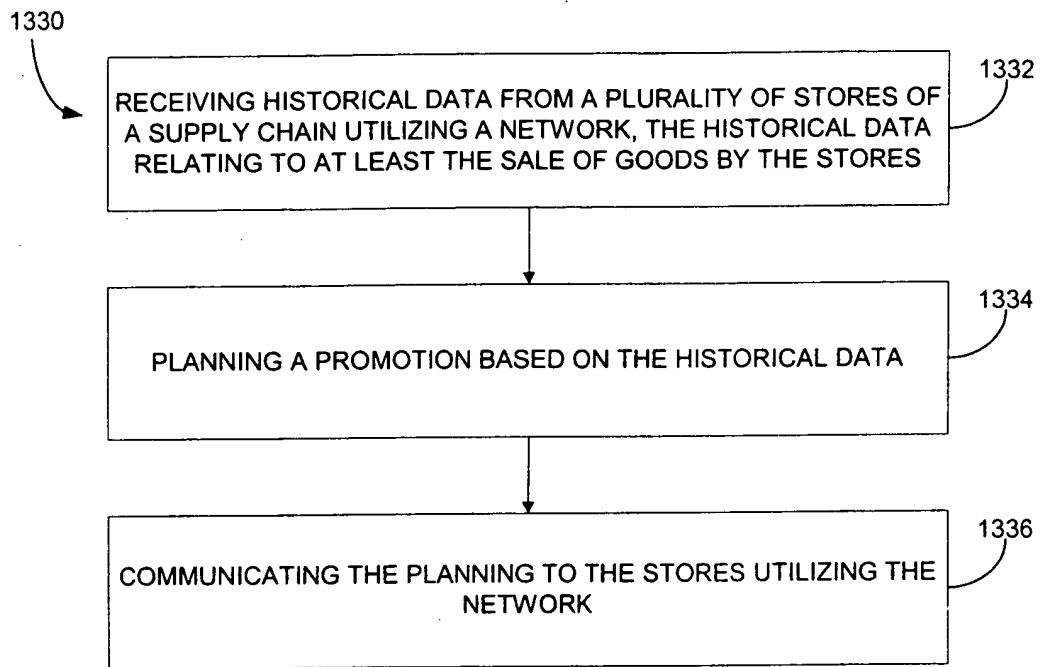 1330
1332
RECEIVING HISTORICAL DATA FROM A PLURALITY OF STORES OF
A SUPPLY CHAIN UTILIZING A NETWORK, THE HISTORICAL DATA
RELATING TO AT LEAST THE SALE OF GOODS BY THE STORES
1334
PLANNING A PROMOTION BASED ON THE HISTORICAL DATA
1336
COMMUNICATING THE PLANNING TO THE STORES UTILIZING THE
NETWORK